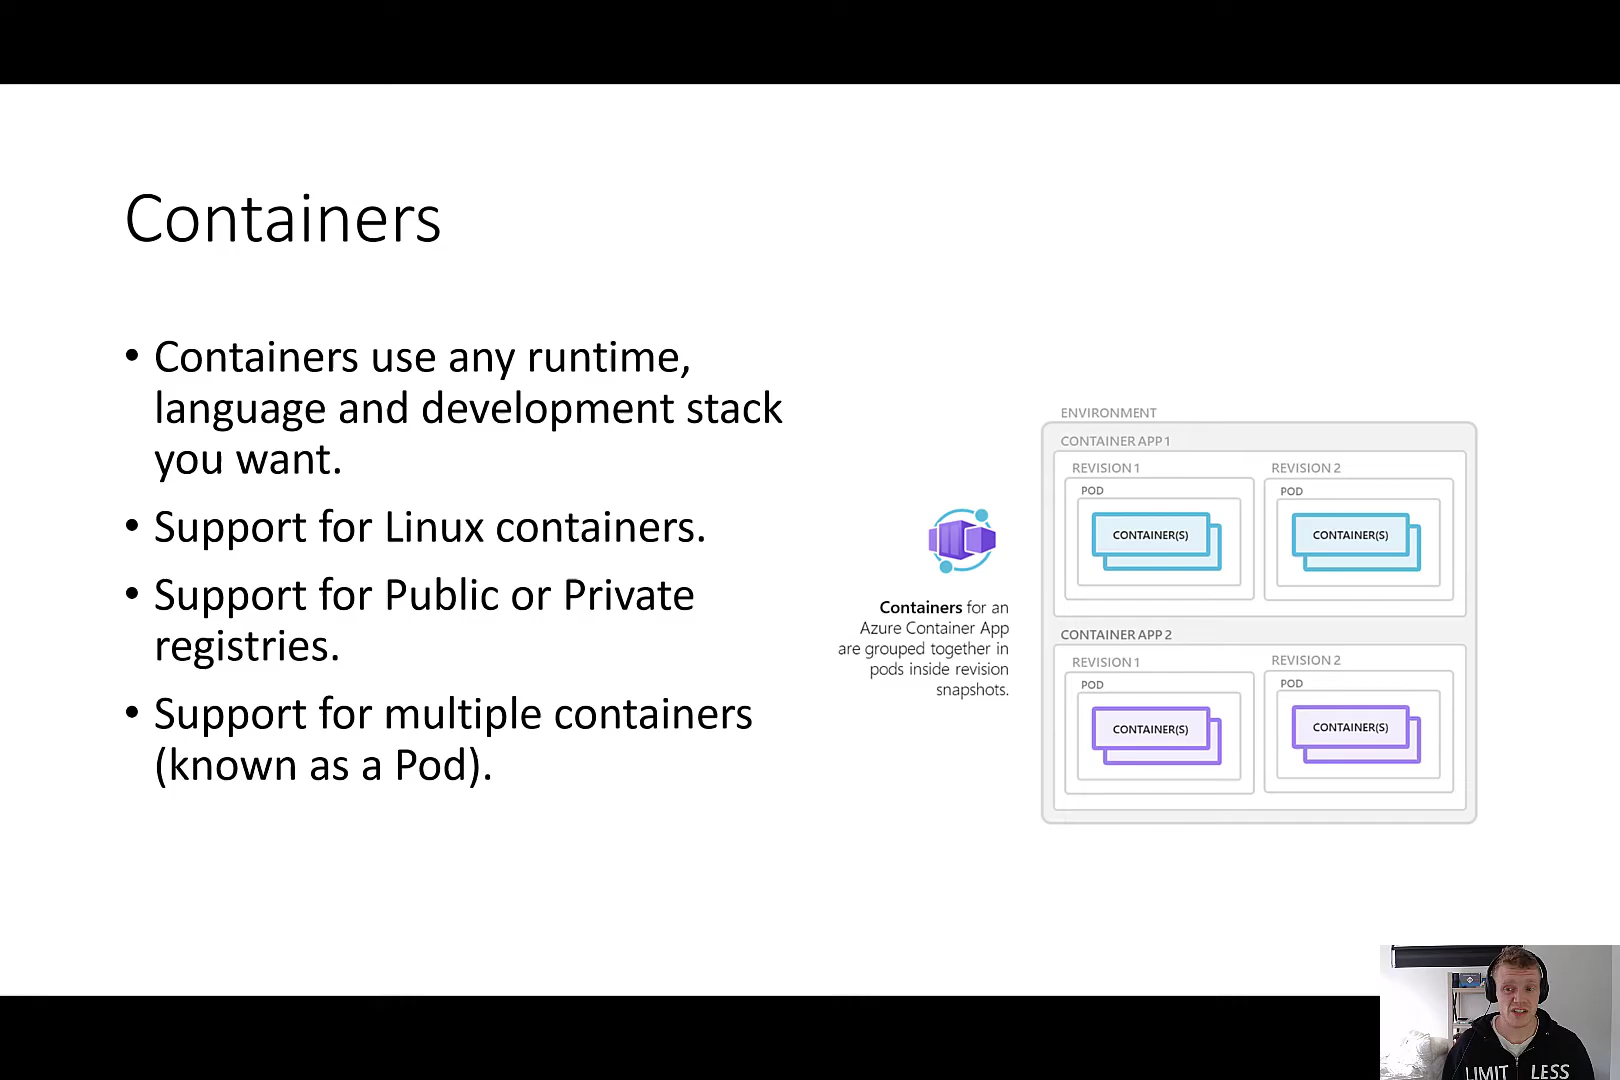 Containers
• Containers use any runtime,
language and development stack
you want.
• Support for Linux containers.
• Support for Public or Private
registries.
• Support for multiple containers
(known as a Pod).
Containers for an
Azure Container App
are grouped together in
pods inside revision
snapshots.
ENVIRONMENT
CONTAINER APP 1
REVISION 1
POD
CONTAINER(S)
REVISION 2
POD
CONTAINER(S)
CONTAINER APP 2
REVISION 1
POD
CONTAINER(S)
REVISION 2
POD
CONTAINER(S)
LIMIT LESS